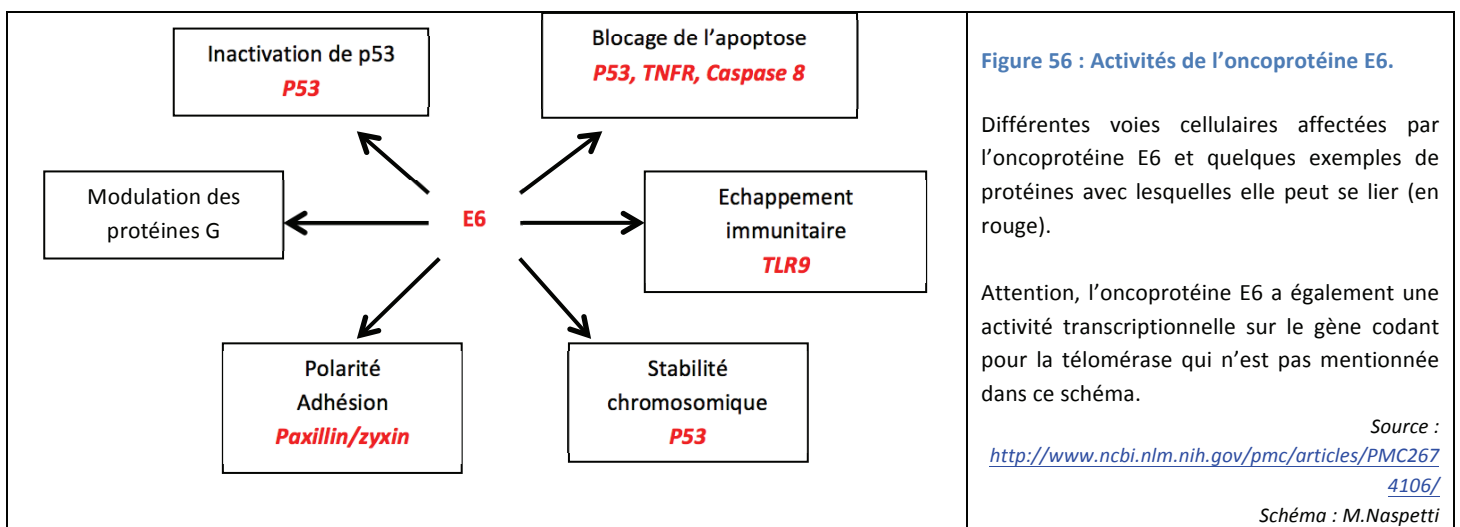 Inactivation de p53
P53
Blocage de l’apoptose
P53, TNFR, Caspase 8
Modulation des
protéines G
E6
Echappement
immunitaire
TLR9
Polarité
Adhésion
Paxillin/zyxin
Stabilité
chromosomique
P53
Figure 56 : Activités de l’oncoprotéine E6.
Différentes voies cellulaires affectées par
l’oncoprotéine E6 et quelques exemples de
protéines avec lesquelles elle peut se lier (en
rouge).
Attention, l’oncoprotéine E6 a également une
activité transcriptionnelle sur le gène codant
pour la télomérase qui n’est pas mentionnée
dans ce schéma.
Source :
http://www.ncbi.nlm.nih.gov/pmc/articles/PMC267
4106/
Schéma : M.Naspetti